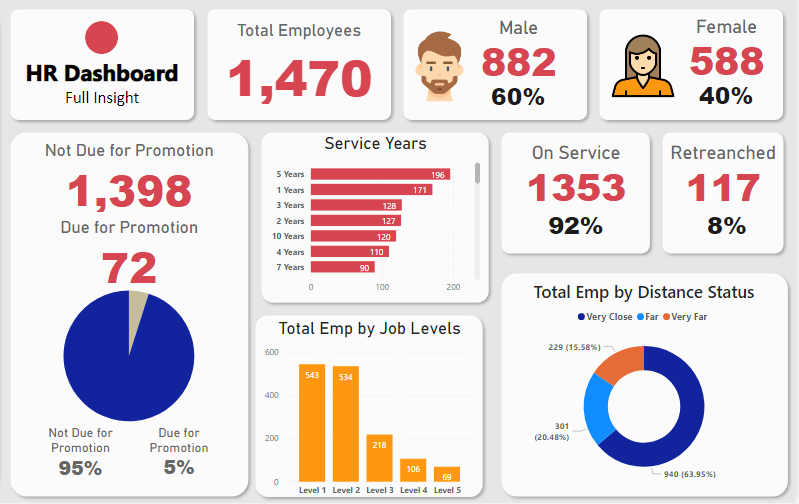 HR Dashboard
Full Insight
Total Employees
1,470
Male
882
60%
Female
588
40%
Not Due for Promotion
1,398
Due for Promotion
72
Not Due for
Promotion
95%
Due for
Promotion
5%
Service Years
5 Years
196
1 Years
171
3 Years
128
2 Years
127
10 Years
120
4 Years
110
7 Years
90
0
100
200
On Service
1353
92%
Retreanched
117
8%
Total Emp by Job Levels
600
400
200
0
543
534
218
106
69
Level 1
Level 2
Level 3
Level 4
Level 5
Total Emp by Distance Status
Very Close
Far
Very Far
229 (15.58%)
301
(20.48%)
940 (63.95%)